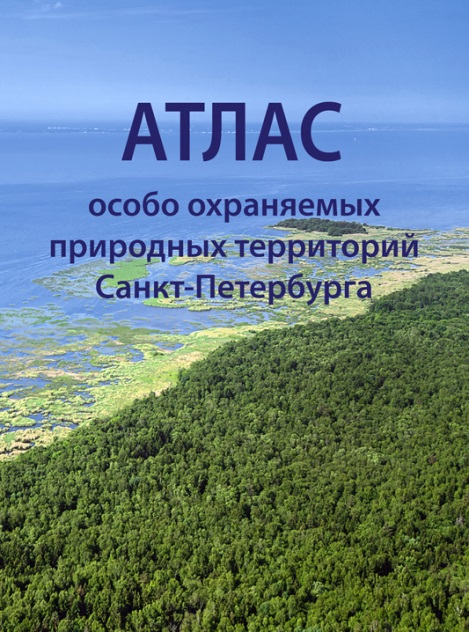 АТЛАС
особо охраняемых
природных территорий
Санкт-Петербурга